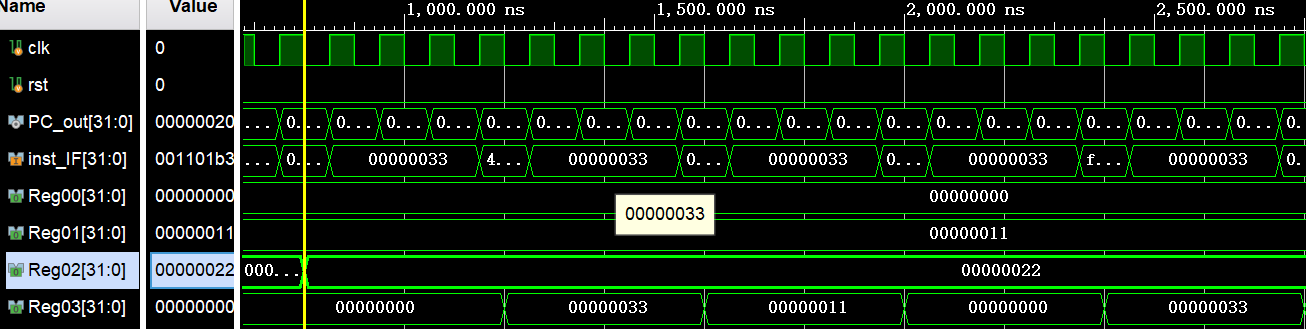 Name Value 1,000.000 ns 1,500.000 ns 2,000.000 ns 2,500.000 ns
clk 0
rst 0
PC_out[31:0] 00000020 ... 0... 0... 0... 0... 0... 0... 0... 0... 0... 0... 0... 0... 0... 0... 0... 0... 0... 0... 0... 0... 0.
inst_IF[31:0] 001101b3 ... 0... 00000033 4... 00000033 0... 00000033 0... 00000033 f... 00000033 0.
Reg00[31:0] 00000000 00000000
00000033
Reg01[31:0] 00000011 00000011
Reg02[31:0] 00000022 000... 00000022
Reg03[31:0] 00000000 00000000 00000033 00000011 00000000 00000033